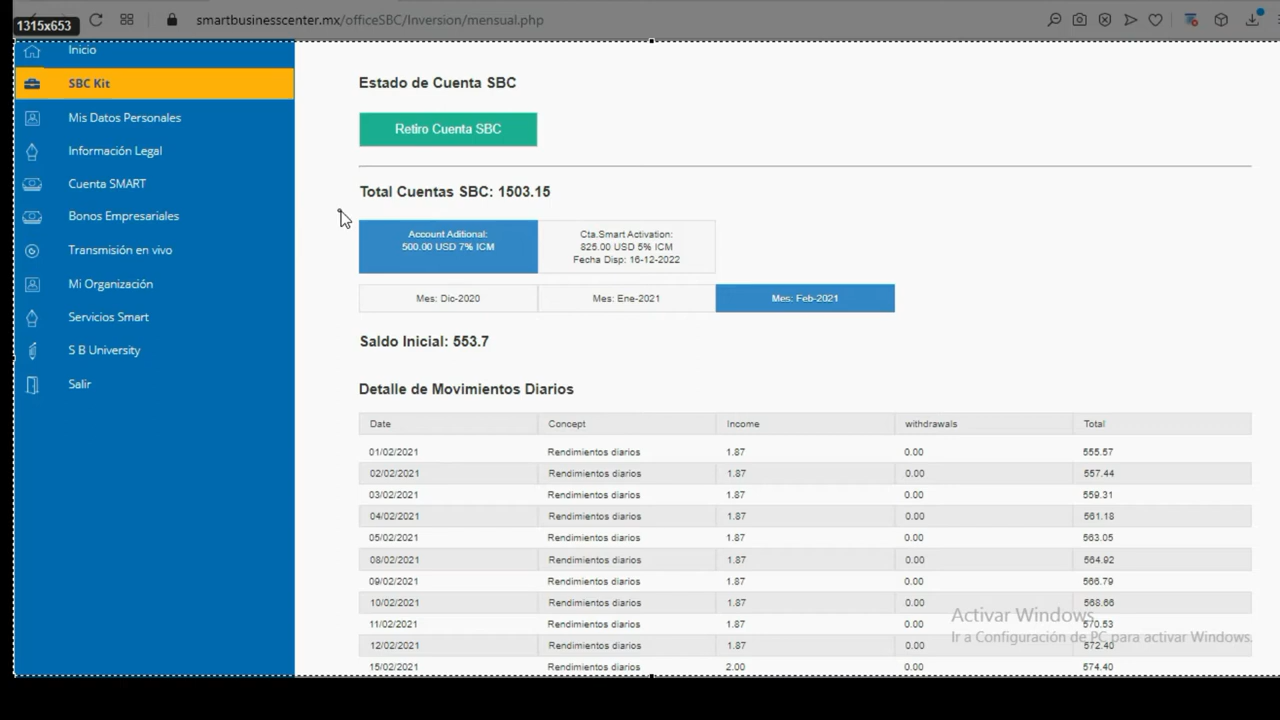 1315x653
smartbusinesscenter.mx/officeSBC/Inversion/mensual.php
Inicio
SBC Kit
Mis Datos Personales
Información Legal
Cuenta SMART
Bonos Empresariales
Transmisión en vivo
Mi Organización
Servicios Smart
S B University
Salir
Estado de Cuenta SBC
Retiro Cuenta SBC
Total Cuentas SBC: 1503.15
Account Aditional:
500.00 USD 7% ICM
Cta.Smart Activation:
825.00 USD 5% ICM
Fecha Disp: 16-12-2022
Mes: Dic-2020 Mes: Ene-2021 Mes: Feb-2021
Saldo Inicial: 553.7
Detalle de Movimientos Diarios
Date Concept Income withdrawals Total
01/02/2021 Rendimientos diarios 1.87 0.00 555.57
02/02/2021 Rendimientos diarios 1.87 0.00 557.44
03/02/2021 Rendimientos diarios 1.87 0.00 559.31
04/02/2021 Rendimientos diarios 1.87 0.00 561.18
05/02/2021 Rendimientos diarios 1.87 0.00 563.05
08/02/2021 Rendimientos diarios 1.87 0.00 564.92
09/02/2021 Rendimientos diarios 1.87 0.00 566.79
10/02/2021 Rendimientos diarios 1.87 0.00 568.66
11/02/2021 Rendimientos diarios 1.87 0.00 570.53
12/02/2021 Rendimientos diarios 1.87 0.00 572.40
15/02/2021 Rendimientos diarios 2.00 0.00 574.40
Activar Windows
Ir a Configuración de PC para activar Windows.